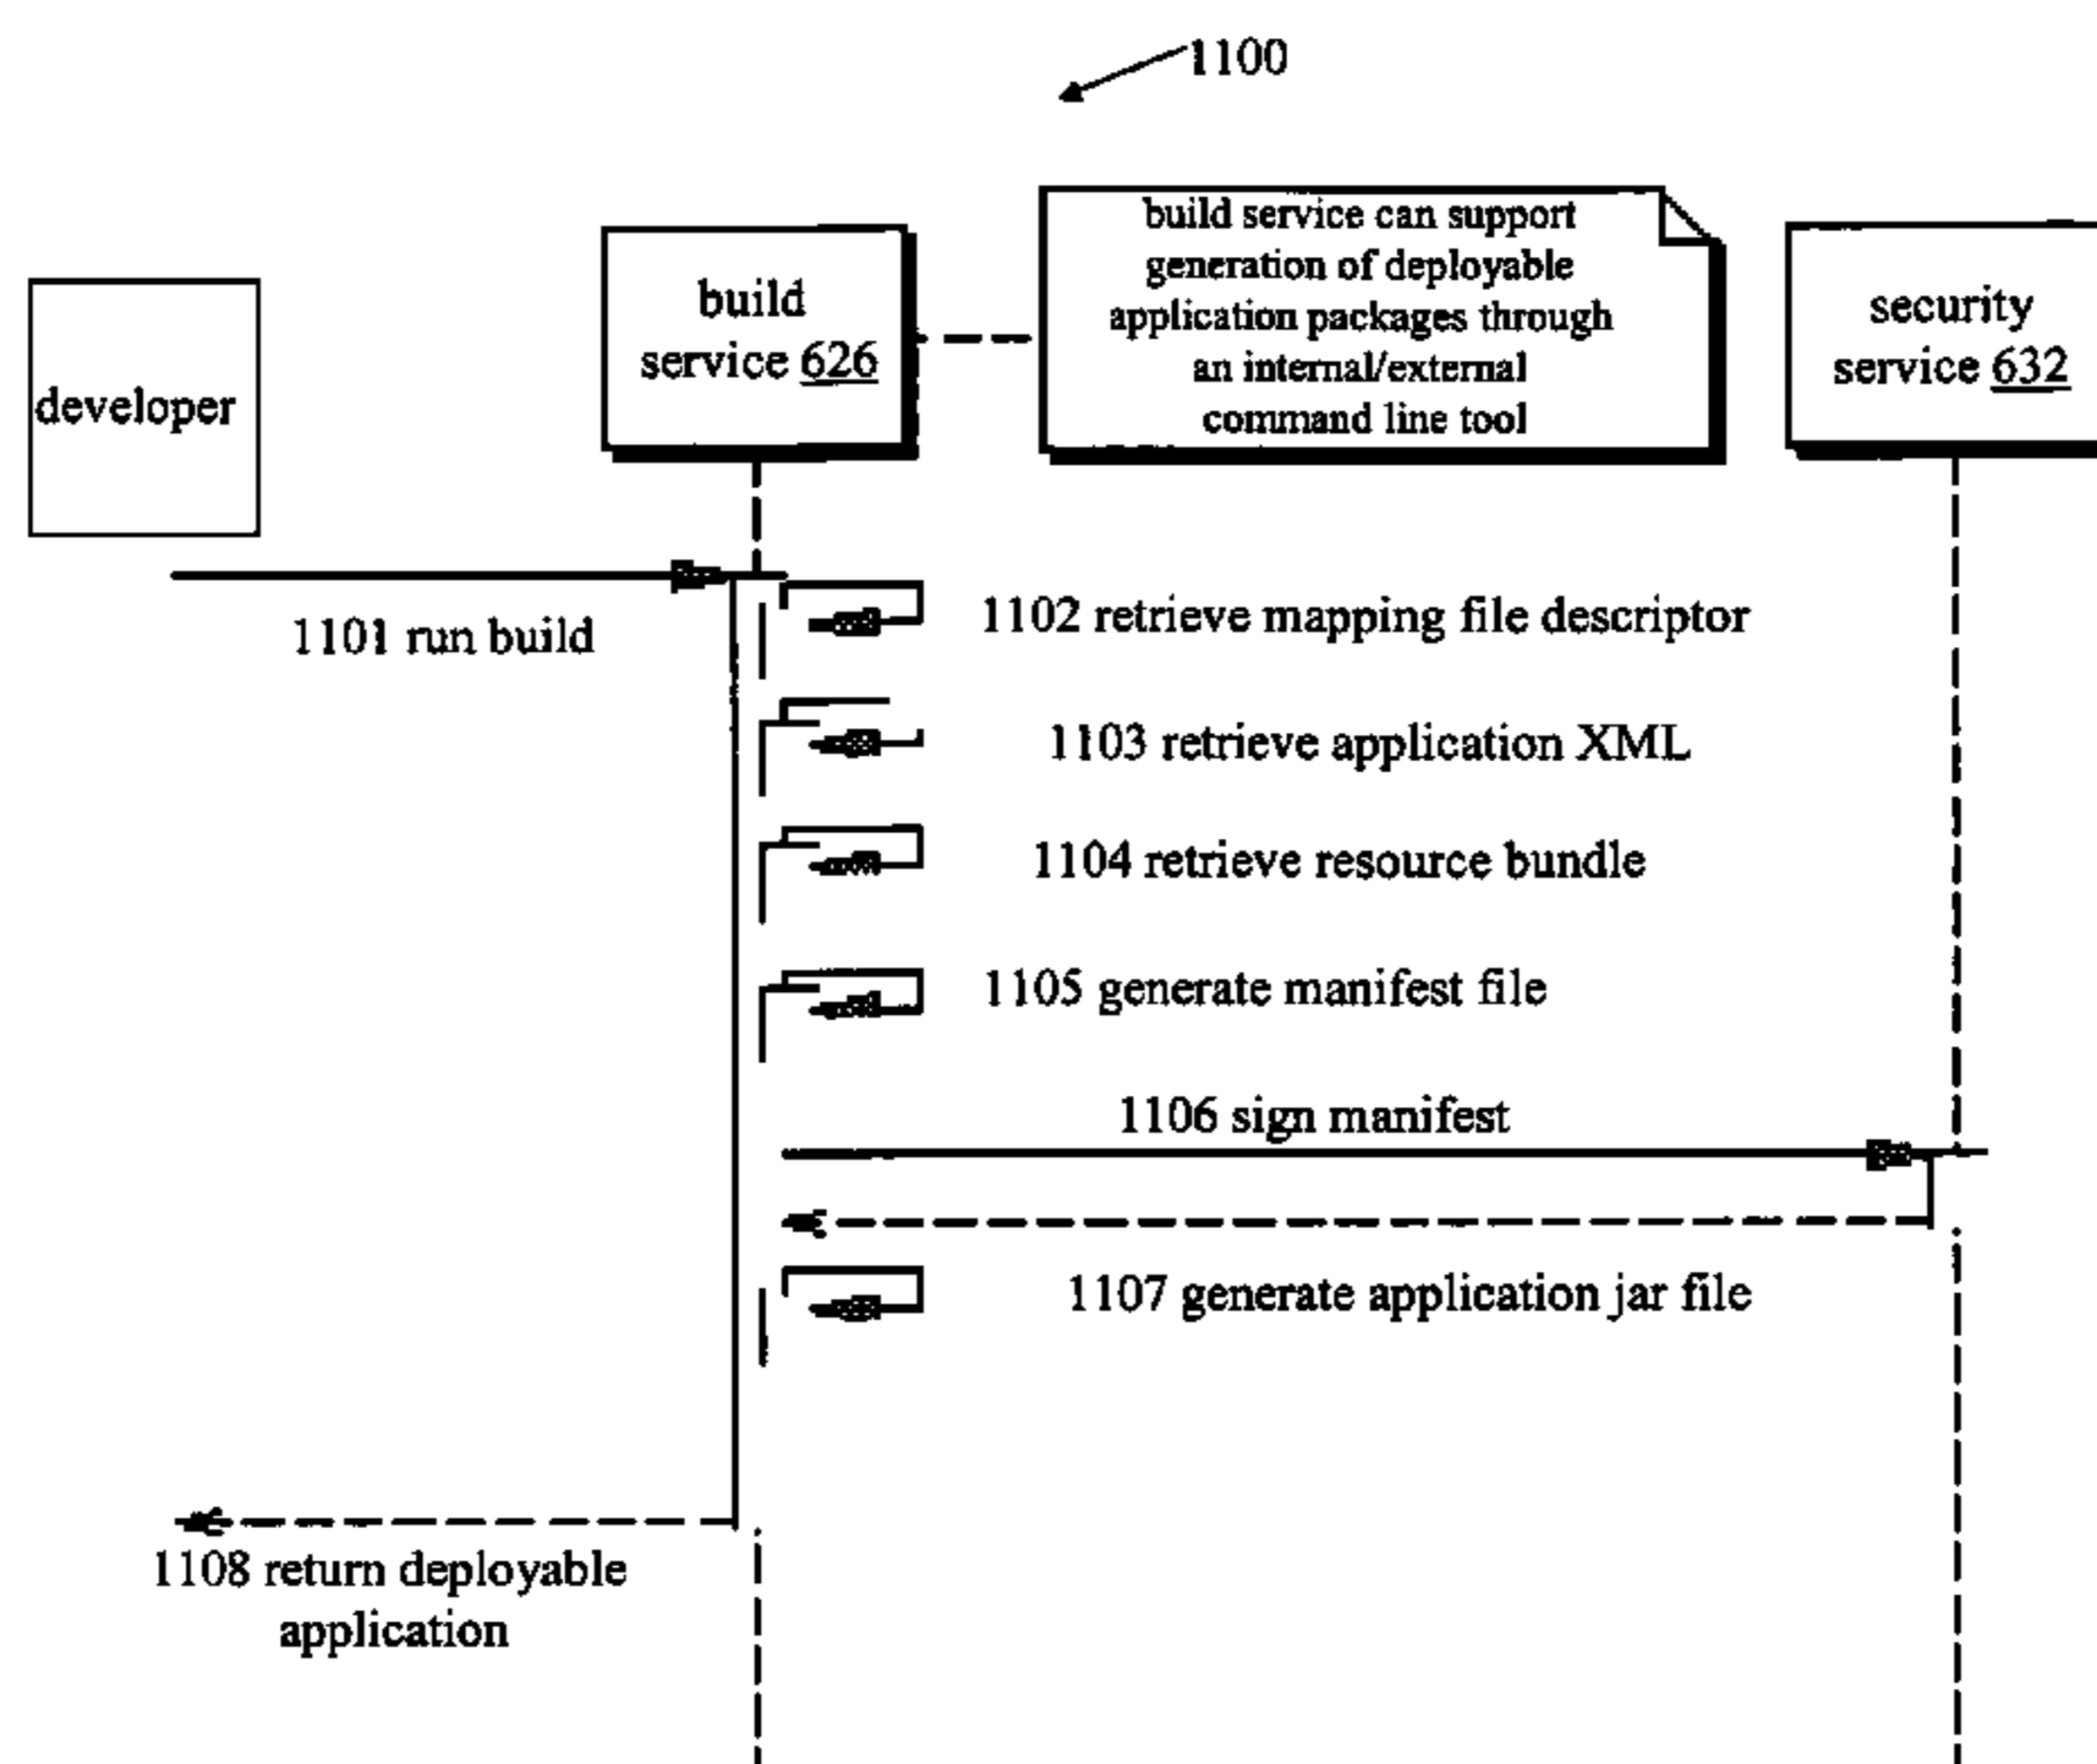 1100
developer
build
service 626
build service can support
generation of deployable
application packages through
an internal/external
command line tool
security
service 632
1101 run build
1102 retrieve mapping file descriptor
1103 retrieve application XML
1104 retrieve resource bundle
1105 generate manifest file
1106 sign manifest
1107 generate application jar file
1108 return deployable
application